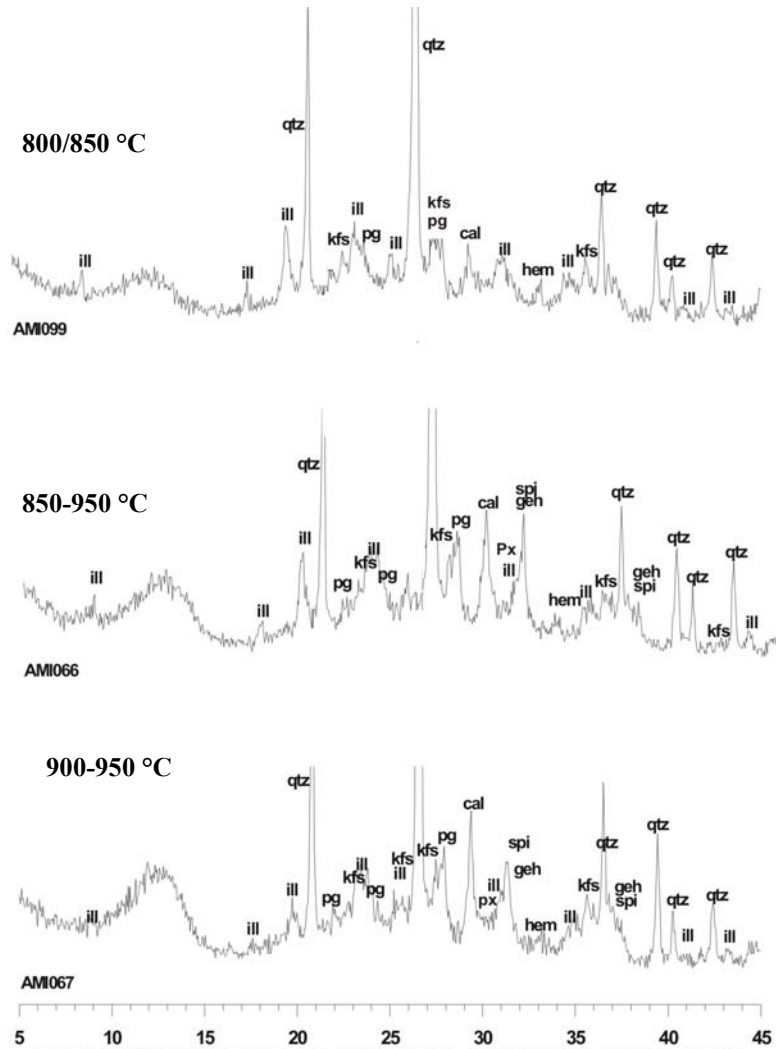 qtz
qtz
800/850 °C
ill
kfs
ill
pg
ill
kfs
pg
cal
ill
hem
ill
kfs
qtz
qtz
qtz
ill
qtz
ill
ill
ill
AMI099
850-950 °C
qtz
ill
ill
ill
pg
kfs
ill
pg
kfs
pg
cal
spi
geh
Px
ill
hem
ill
kfs
qtz
geh
spi
qtz
qtz
kfs
qtz
ill
AMI066
900-950 °C
qtz
ill
ill
ill
pg
kfs
ill
pg
kfs
ill
kfs
pg
cal
spi
geh
ill
px
hem
ill
kfs
qtz
geh
spi
qtz
qtz
ill
qtz
ill
AMI067
5 10 15 20 25 30 35 40 45